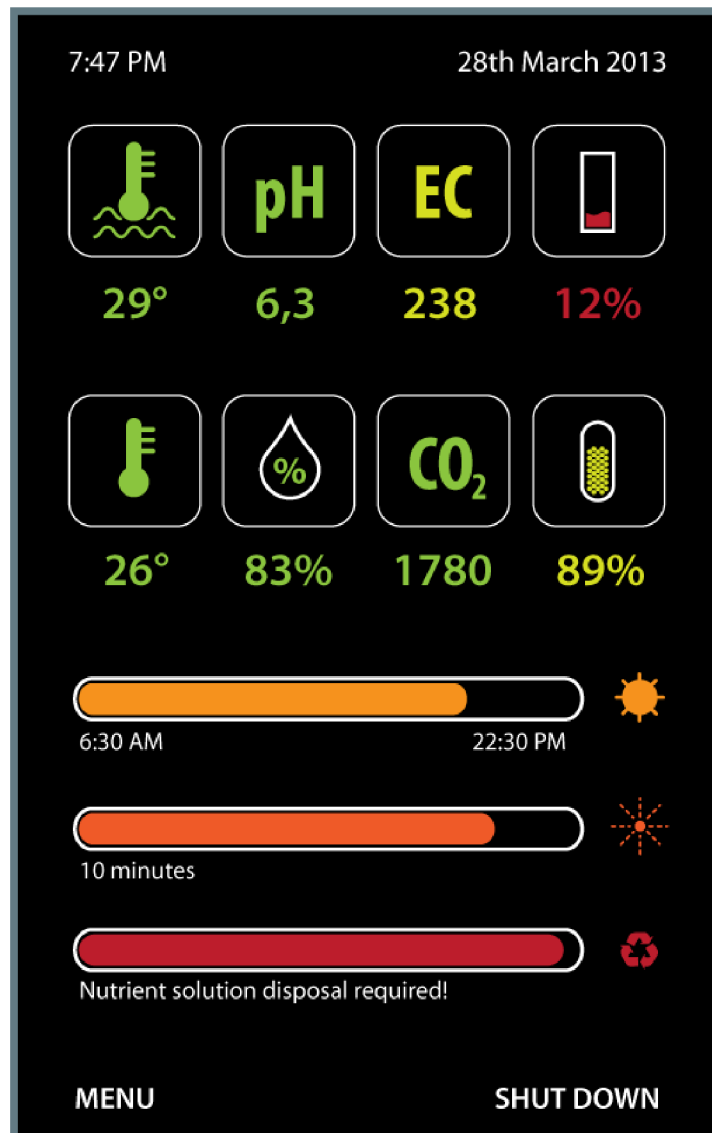 7:47 PM 28th March 2013
pH EC
29° 6,3 238 12%
% CO₂
26° 83% 1780 89%
6:30 AM 22:30 PM
10 minutes
Nutrient solution disposal required!
MENU SHUT DOWN